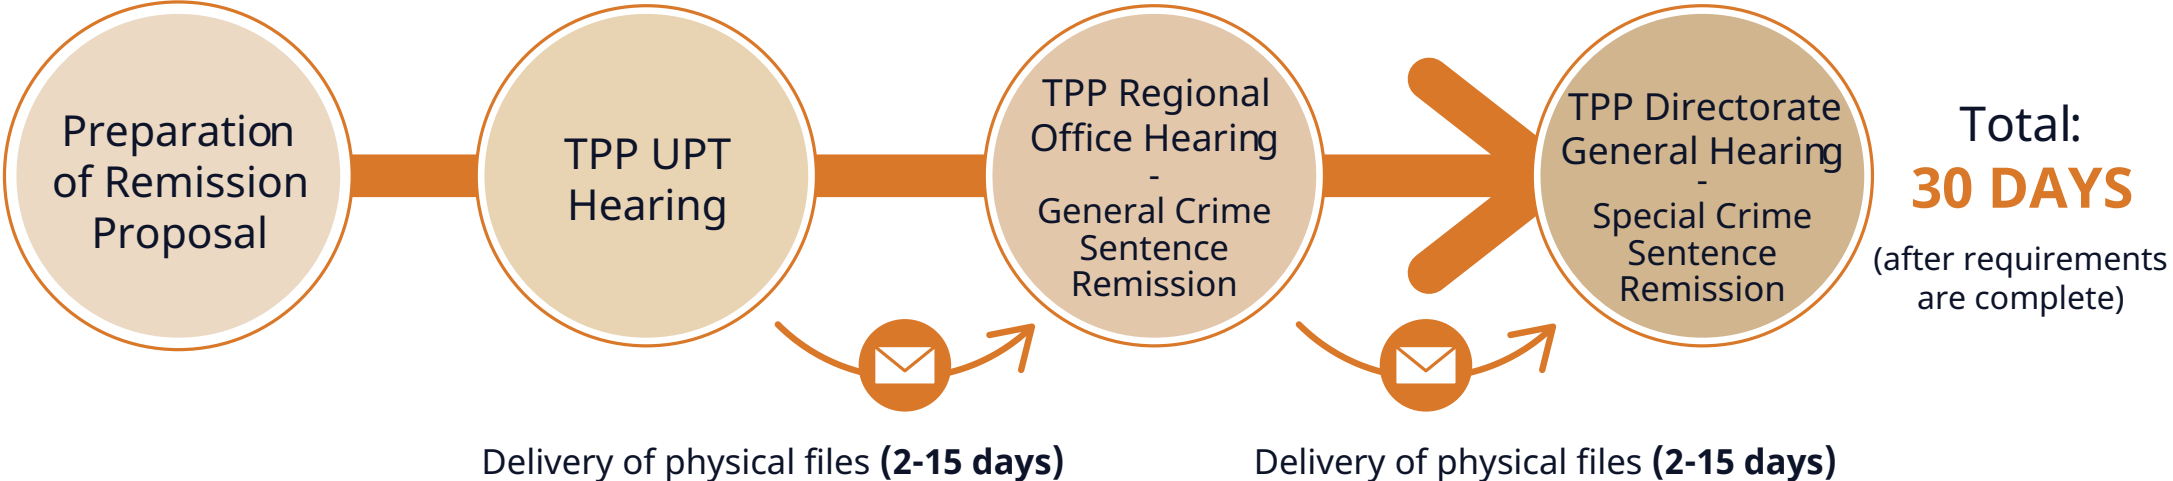 Preparation
of Remission
Proposal
TPP UPT
Hearing
TPP Regional
Office Hearing
-
General Crime
Sentence
Remission
TPP Directorate
General Hearing
-
Special Crime
Sentence
Remission
Total:
30 DAYS
(after requirements
are complete)
Delivery of physical files (2-15 days)
Delivery of physical files (2-15 days)